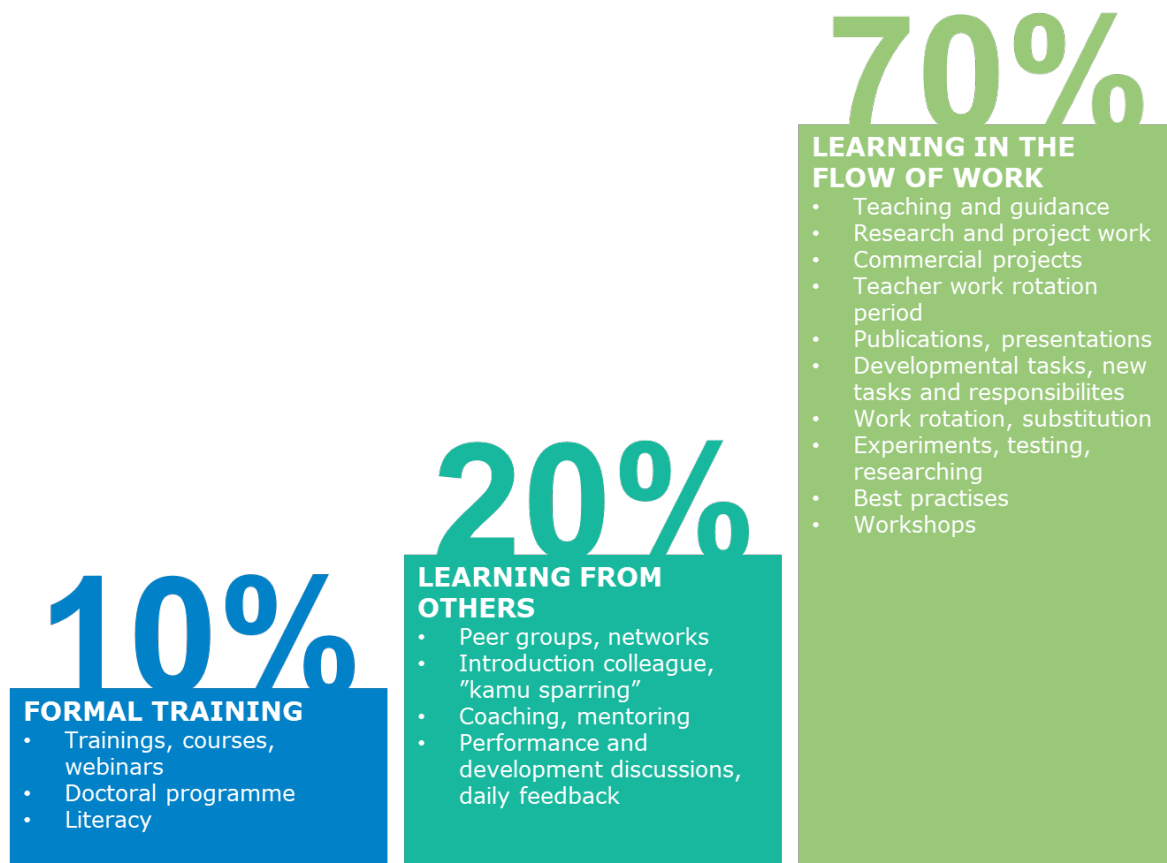 10%
FORMAL TRAINING
• Trainings, courses,
webinars
• Doctoral programme
• Literacy
20%
LEARNING FROM
OTHERS
• Peer groups, networks
• Introduction colleague,
”kamu sparring”
• Coaching, mentoring
• Performance and
development discussions,
daily feedback
70%
LEARNING IN THE
FLOW OF WORK
• Teaching and guidance
• Research and project work
• Commercial projects
• Teacher work rotation
period
• Publications, presentations
• Developmental tasks, new
tasks and responsibilites
• Work rotation, substitution
• Experiments, testing,
researching
• Best practises
• Workshops